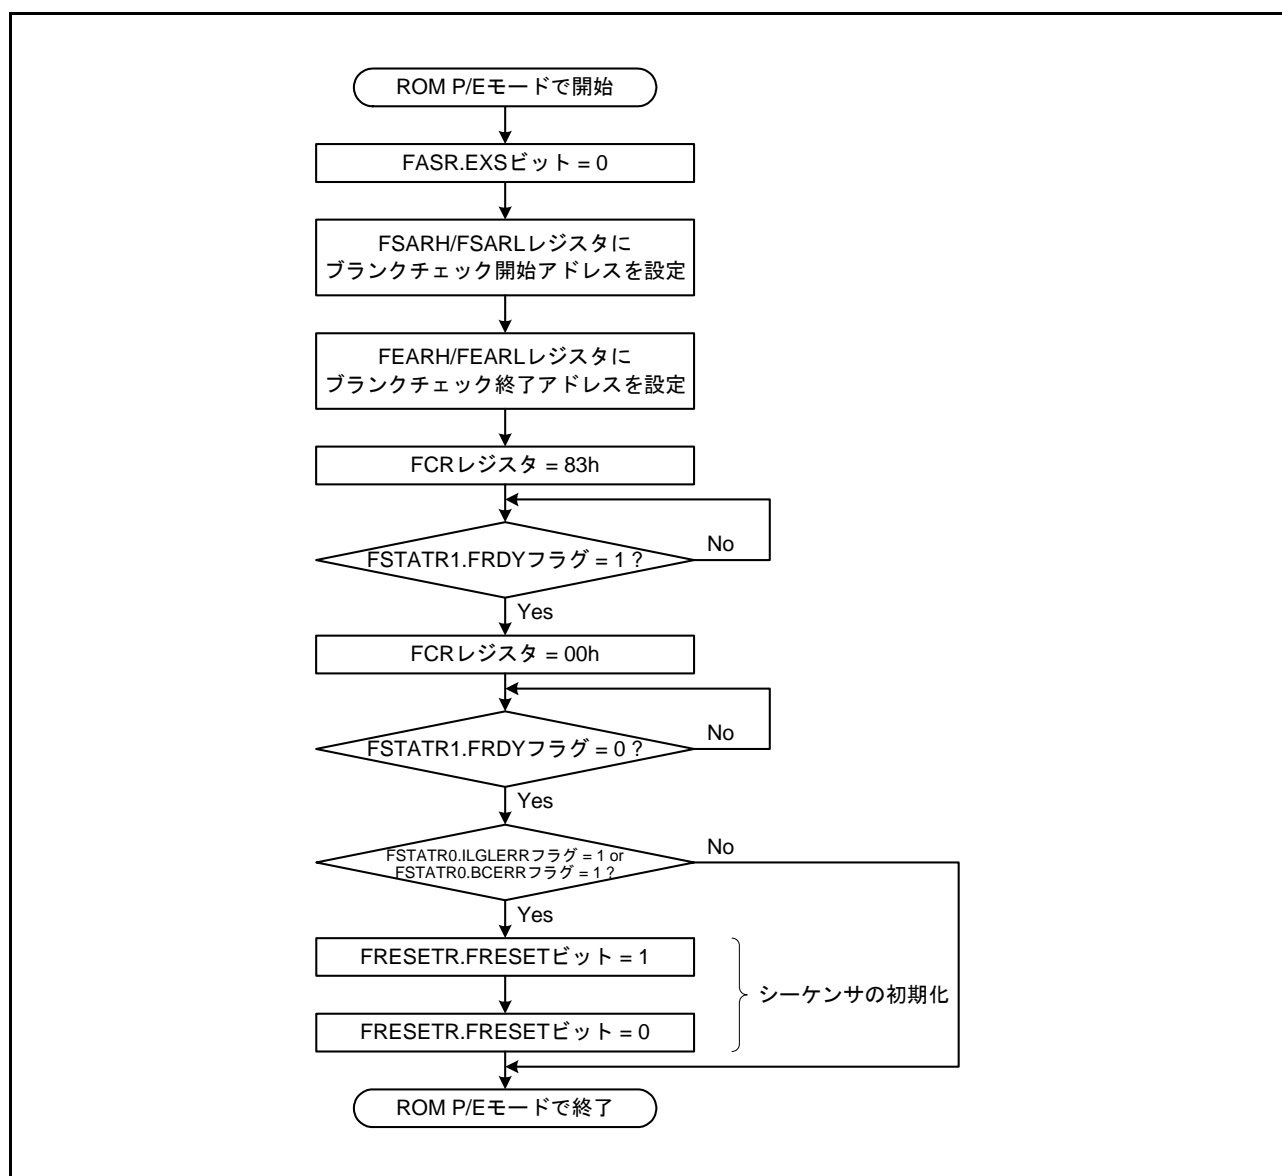 ROM P/Eモードで開始
FASR.EXSビット = 0
FSARH/FSARLレジスタに
ブランクチェック開始アドレスを設定
FEARH/FEARLレジスタに
ブランクチェック終了アドレスを設定
FCRレジスタ = 83h
FSTATR1.FRDYフラグ = 1 ?
No
Yes
FCRレジスタ = 00h
FSTATR1.FRDYフラグ = 0 ?
No
Yes
FSTATR0.ILGLERRフラグ = 1 or
FSTATR0.BCERRフラグ = 1 ?
No
Yes
FRESETR.FRESETビット = 1
シーケンサの初期化
FRESETR.FRESETビット = 0
ROM P/Eモードで終了